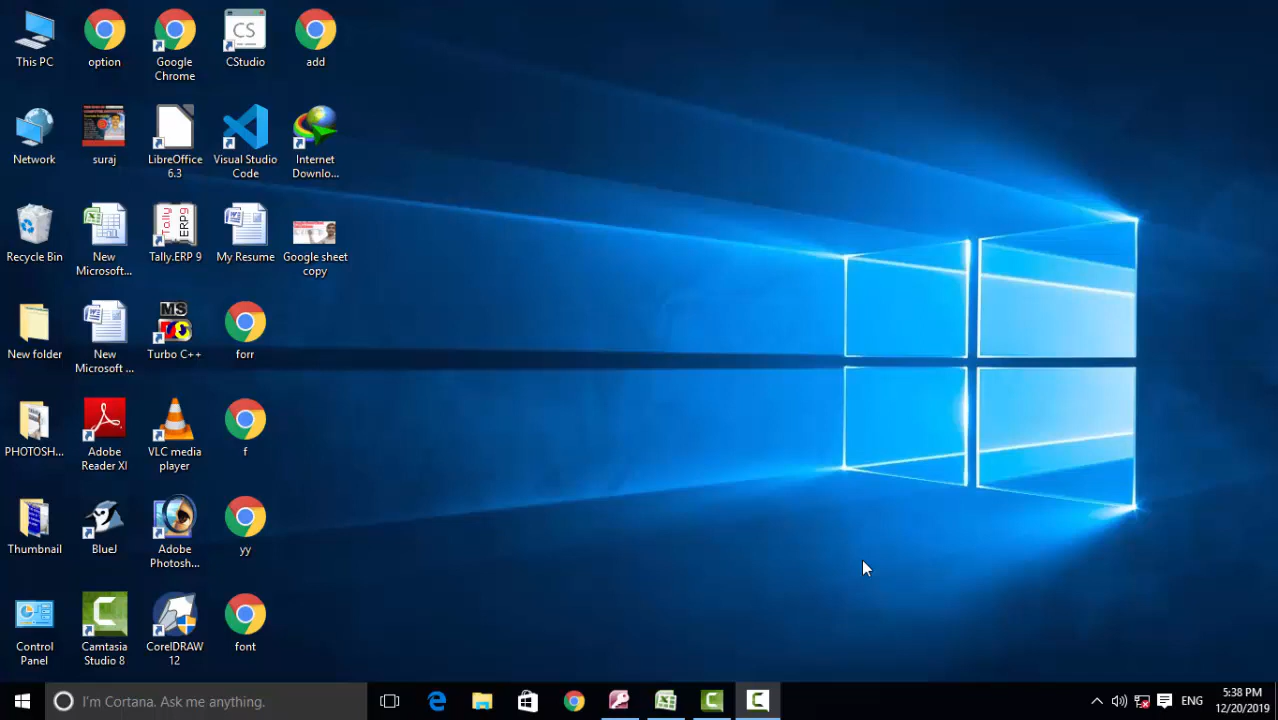 This PC
option
Google
Chrome
CS
CStudio
add
Network
suraj
LibreOffice
6.3
Visual Studio
Code
Internet
Downlo...
Recycle Bin
New
Microsoft...
Tally
ERP9
Tally.ERP 9
My Resume
Google sheet
copy
New folder
New
Microsoft ...
MS
Turbo C++
forr
PHOTOSH...
Adobe
Reader XI
VLC media
player
f
Thumbnail
BlueJ
Adobe
Photosh...
yy
Control
Panel
Camtasia
Studio 8
CorelDRAW
12
font
I'm Cortana. Ask me anything.
ENG
5:38 PM
12/20/2019